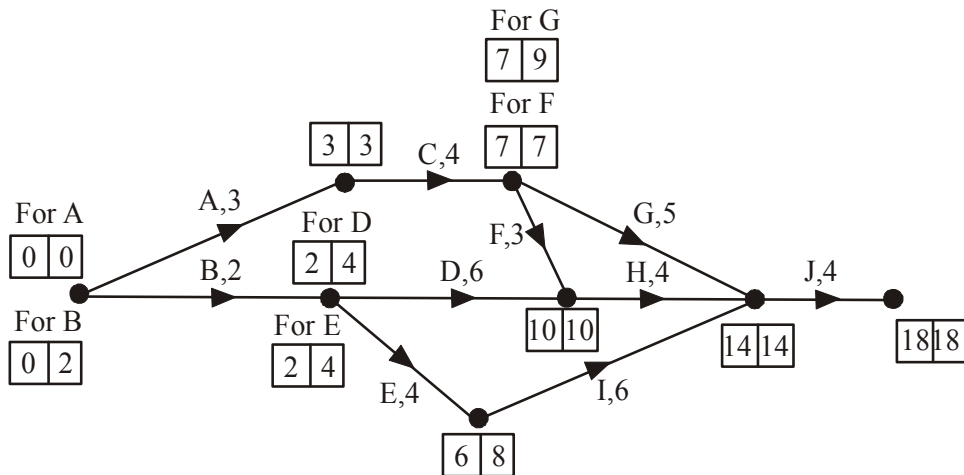 For G
7 9
For F
7 7
3 3
C,4
A,3
For A
0 0
For D
2 4
G,5
F,3
B,2
D,6
H,4
J,4
For B
0 2
For E
2 4
10 10
14 14
18 18
E,4
I,6
6 8